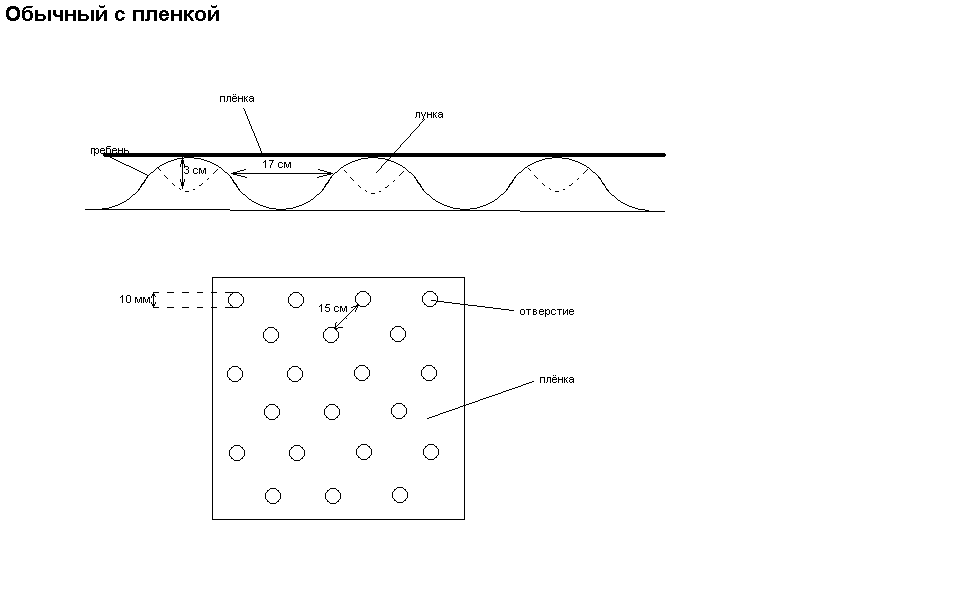 Обычный с пленкой
плёнка
лунка
гребень
3 см
17 см
10 мм
15 см
отверстие
плёнка